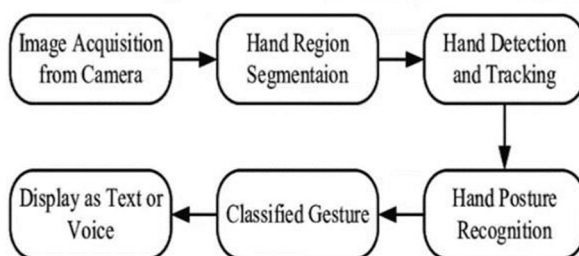 Image Acquisition
from Camera
Hand Region
Segmentaion
Hand Detection
and Tracking
Hand Posture
Recognition
Classified Gesture
Display as Text or
Voice